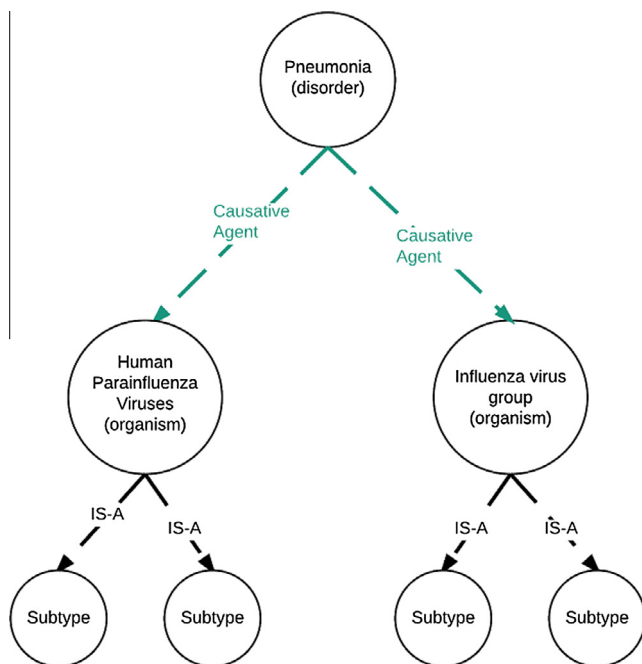 Pneumonia
(disorder)
Causative
Agent
Causative
Agent
Human
Parainfluenza
Viruses
(organism)
Influenza virus
group
(organism)
IS-A
IS-A
IS-A
IS-A
Subtype
Subtype
Subtype
Subtype